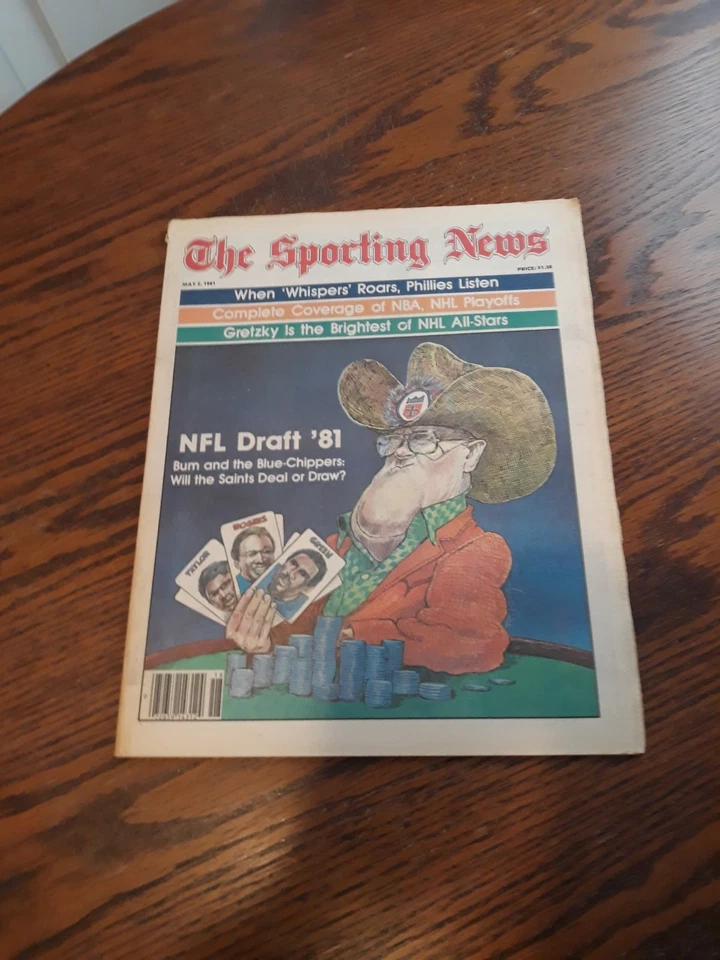 The Sporting News
MAY 2, 1981
PRICE: $1.50
When 'Whispers' Roars, Phillies Listen
Complete Coverage of NBA, NHL Playoffs
Gretzky Is the Brightest of NHL All-Stars
NFL Draft '81
Bum and the Blue-Chippers:
Will the Saints Deal or Draw?
TAYLOR
ROGERS
GREEN